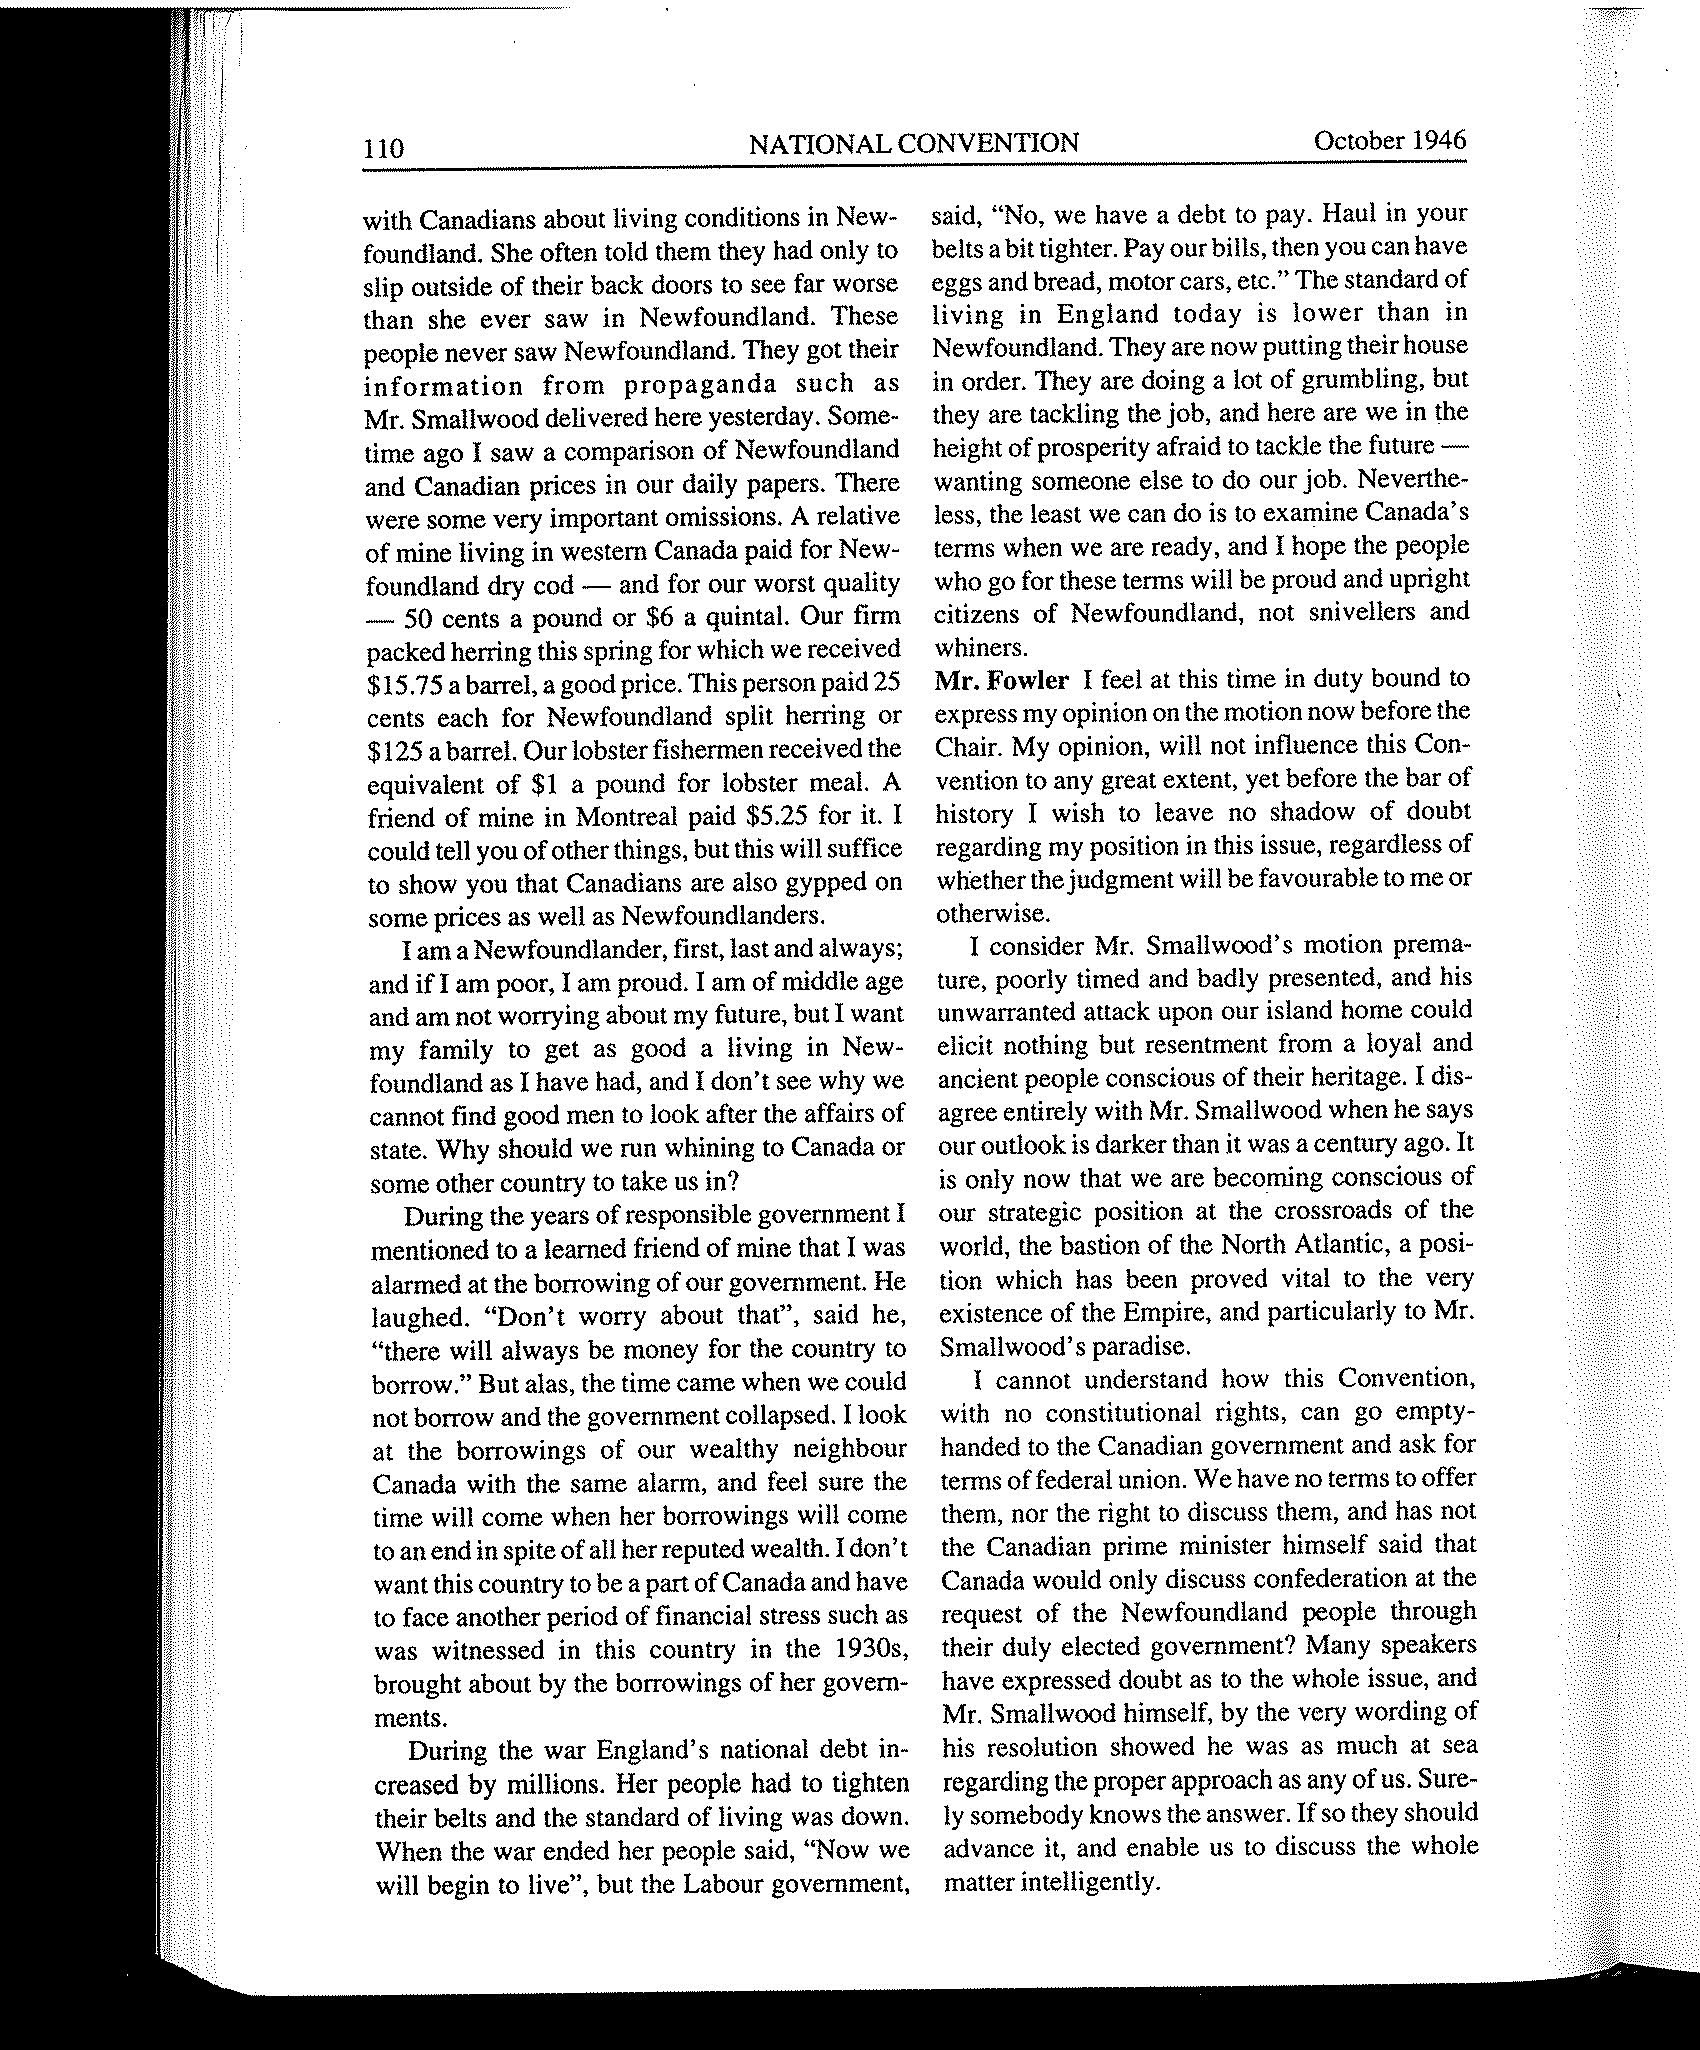 110
NATIONAL CONVENTION
October 1946
with Canadians about living conditions in New-
foundland. She often told them they had only to
slip outside of their back doors to see far worse
than she ever saw in Newfoundland. These
people never saw Newfoundland. They got their
information from propaganda such as
Mr. Smallwood delivered here yesterday. Some-
time ago I saw a comparison of Newfoundland
and Canadian prices in our daily papers. There
were some very important omissions. A relative
of mine living in western Canada paid for New-
foundland dry cod — and for our worst quality
— 50 cents a pound or $6 a quintal. Our firm
packed herring this spring for which we received
$15.75 a barrel, a good price. This person paid 25
cents each for Newfoundland split herring or
$125 a barrel. Our lobster fishermen received the
equivalent of $1 a pound for lobster meal. A
friend of mine in Montreal paid $5.25 for it. I
could tell you of other things, but this will suffice
to show you that Canadians are also gypped on
some prices as well as Newfoundlanders.
I am a Newfoundlander, first, last and always;
and if I am poor, I am proud. I am of middle age
and am not worrying about my future, but I want
my family to get as good a living in New-
foundland as I have had, and I don't see why we
cannot find good men to look after the affairs of
state. Why should we run whining to Canada or
some other country to take us in?
During the years of responsible government I
mentioned to a learned friend of mine that I was
alarmed at the borrowing of our government. He
laughed. “Don't worry about that”, said he,
“there will always be money for the country to
borrow.” But alas, the time came when we could
not borrow and the government collapsed. I look
at the borrowings of our wealthy neighbour
Canada with the same alarm, and feel sure the
time will come when her borrowings will come
to an end in spite of all her reputed wealth. I don't
want this country to be a part of Canada and have
to face another period of financial stress such as
was witnessed in this country in the 1930s,
brought about by the borrowings of her govern-
ments.
During the war England's national debt in-
creased by millions. Her people had to tighten
their belts and the standard of living was down.
When the war ended her people said, “Now we
will begin to live”, but the Labour government,
said, “No, we have a debt to pay. Haul in your
belts a bit tighter. Pay our bills, then you can have
eggs and bread, motor cars, etc.” The standard of
living in England today is lower than in
Newfoundland. They are now putting their house
in order. They are doing a lot of grumbling, but
they are tackling the job, and here are we in the
height of prosperity afraid to tackle the future —
wanting someone else to do our job. Neverthe-
less, the least we can do is to examine Canada's
terms when we are ready, and I hope the people
who go for these terms will be proud and upright
citizens of Newfoundland, not snivellers and
whiners.
Mr. Fowler I feel at this time in duty bound to
express my opinion on the motion now before the
Chair. My opinion, will not influence this Con-
vention to any great extent, yet before the bar of
history I wish to leave no shadow of doubt
regarding my position in this issue, regardless of
whether the judgment will be favourable to me or
otherwise.
I consider Mr. Smallwood's motion prema-
ture, poorly timed and badly presented, and his
unwarranted attack upon our island home could
elicit nothing but resentment from a loyal and
ancient people conscious of their heritage. I dis-
agree entirely with Mr. Smallwood when he says
our outlook is darker than it was a century ago. It
is only now that we are becoming conscious of
our strategic position at the crossroads of the
world, the bastion of the North Atlantic, a posi-
tion which has been proved vital to the very
existence of the Empire, and particularly to Mr.
Smallwood's paradise.
I cannot understand how this Convention,
with no constitutional rights, can go empty-
handed to the Canadian government and ask for
terms of federal union. We have no terms to offer
them, nor the right to discuss them, and has not
the Canadian prime minister himself said that
Canada would only discuss confederation at the
request of the Newfoundland people through
their duly elected government? Many speakers
have expressed doubt as to the whole issue, and
Mr. Smallwood himself, by the very wording of
his resolution showed he was as much at sea
regarding the proper approach as any of us. Sure-
ly somebody knows the answer. If so they should
advance it, and enable us to discuss the whole
matter intelligently.